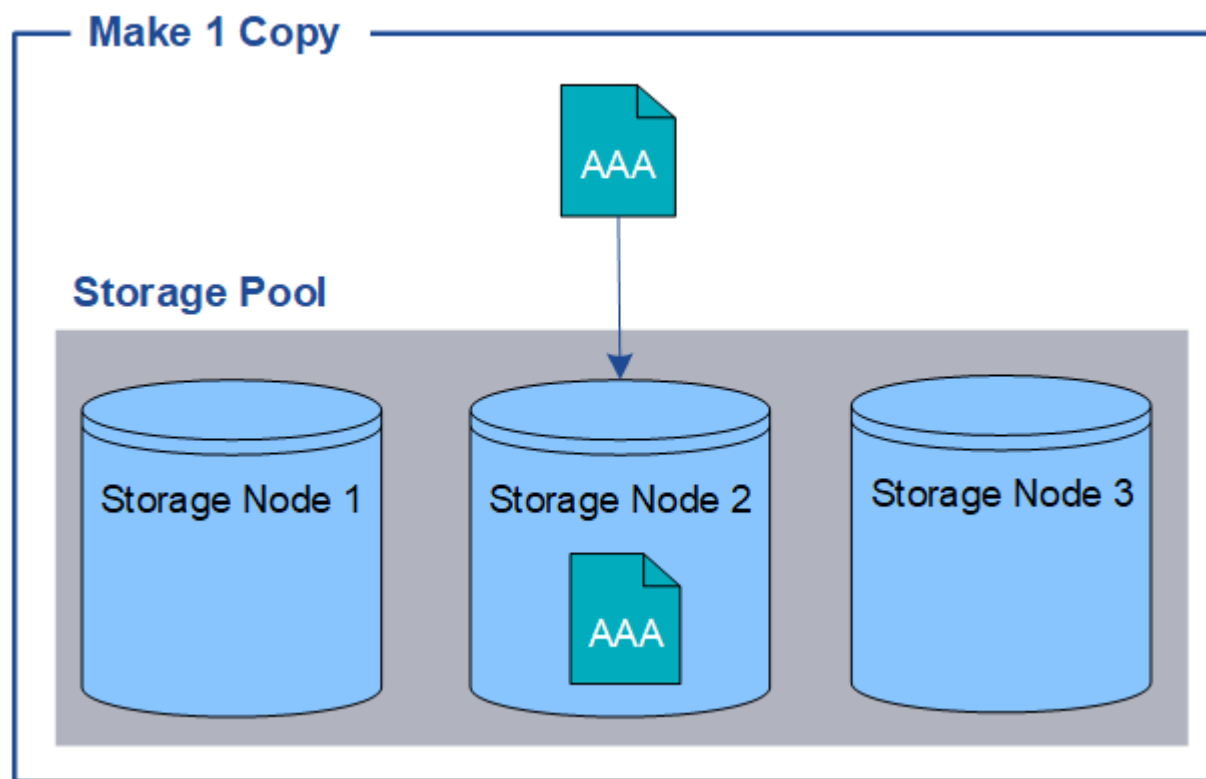 Make 1 Copy
AAA
Storage Pool
Storage Node 1
Storage Node 2
Storage Node 3
AAA